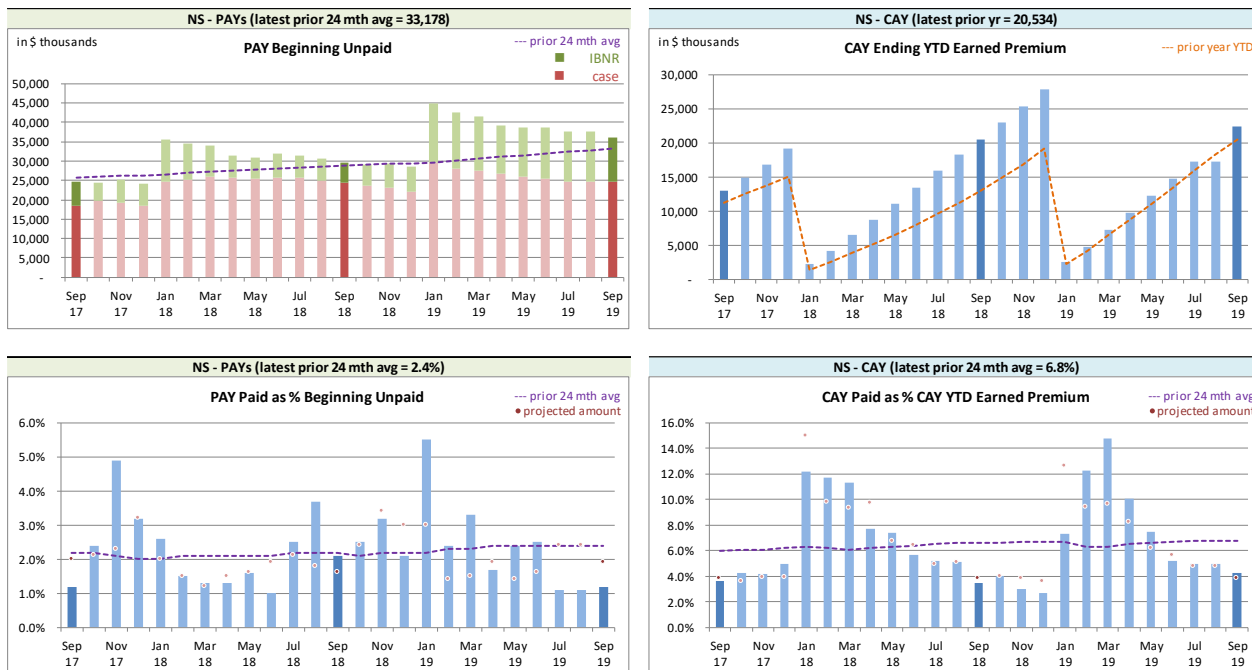 NS - PAYs (latest prior 24 mth avg = 33,178)
in $ thousands
PAY Beginning Unpaid
--- prior 24 mth avg
IBNR
case
50,000
45,000
40,000
35,000
30,000
25,000
20,000
15,000
10,000
5,000
-
Sep Nov Jan Mar May Jul Sep Nov Jan Mar May Jul Sep
17 17 18 18 18 18 18 18 19 19 19 19 19
NS - CAY (latest prior yr = 20,534)
in $ thousands
CAY Ending YTD Earned Premium
--- prior year YTD
30,000
25,000
20,000
15,000
10,000
5,000
-
Sep Nov Jan Mar May Jul Sep Nov Jan Mar May Jul Sep
17 17 18 18 18 18 18 18 19 19 19 19 19
NS - PAYs (latest prior 24 mth avg = 2.4%)
PAY Paid as % Beginning Unpaid
--- prior 24 mth avg
• projected amount
6.0%
5.0%
4.0%
3.0%
2.0%
1.0%
0.0%
Sep Nov Jan Mar May Jul Sep Nov Jan Mar May Jul Sep
17 17 18 18 18 18 18 18 19 19 19 19 19
NS - CAY (latest prior 24 mth avg = 6.8%)
CAY Paid as % CAY YTD Earned Premium
--- prior 24 mth avg
• projected amount
16.0%
14.0%
12.0%
10.0%
8.0%
6.0%
4.0%
2.0%
0.0%
Sep Nov Jan Mar May Jul Sep Nov Jan Mar May Jul Sep
17 17 18 18 18 18 18 18 19 19 19 19 19